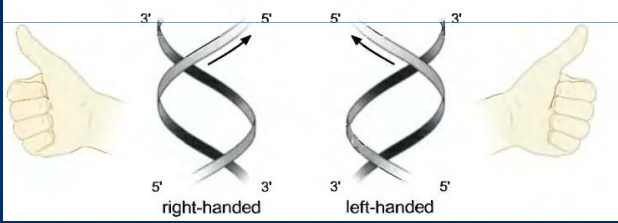 3' 5' 5' 3'
5' 3' 3' 5'
right-handed left-handed